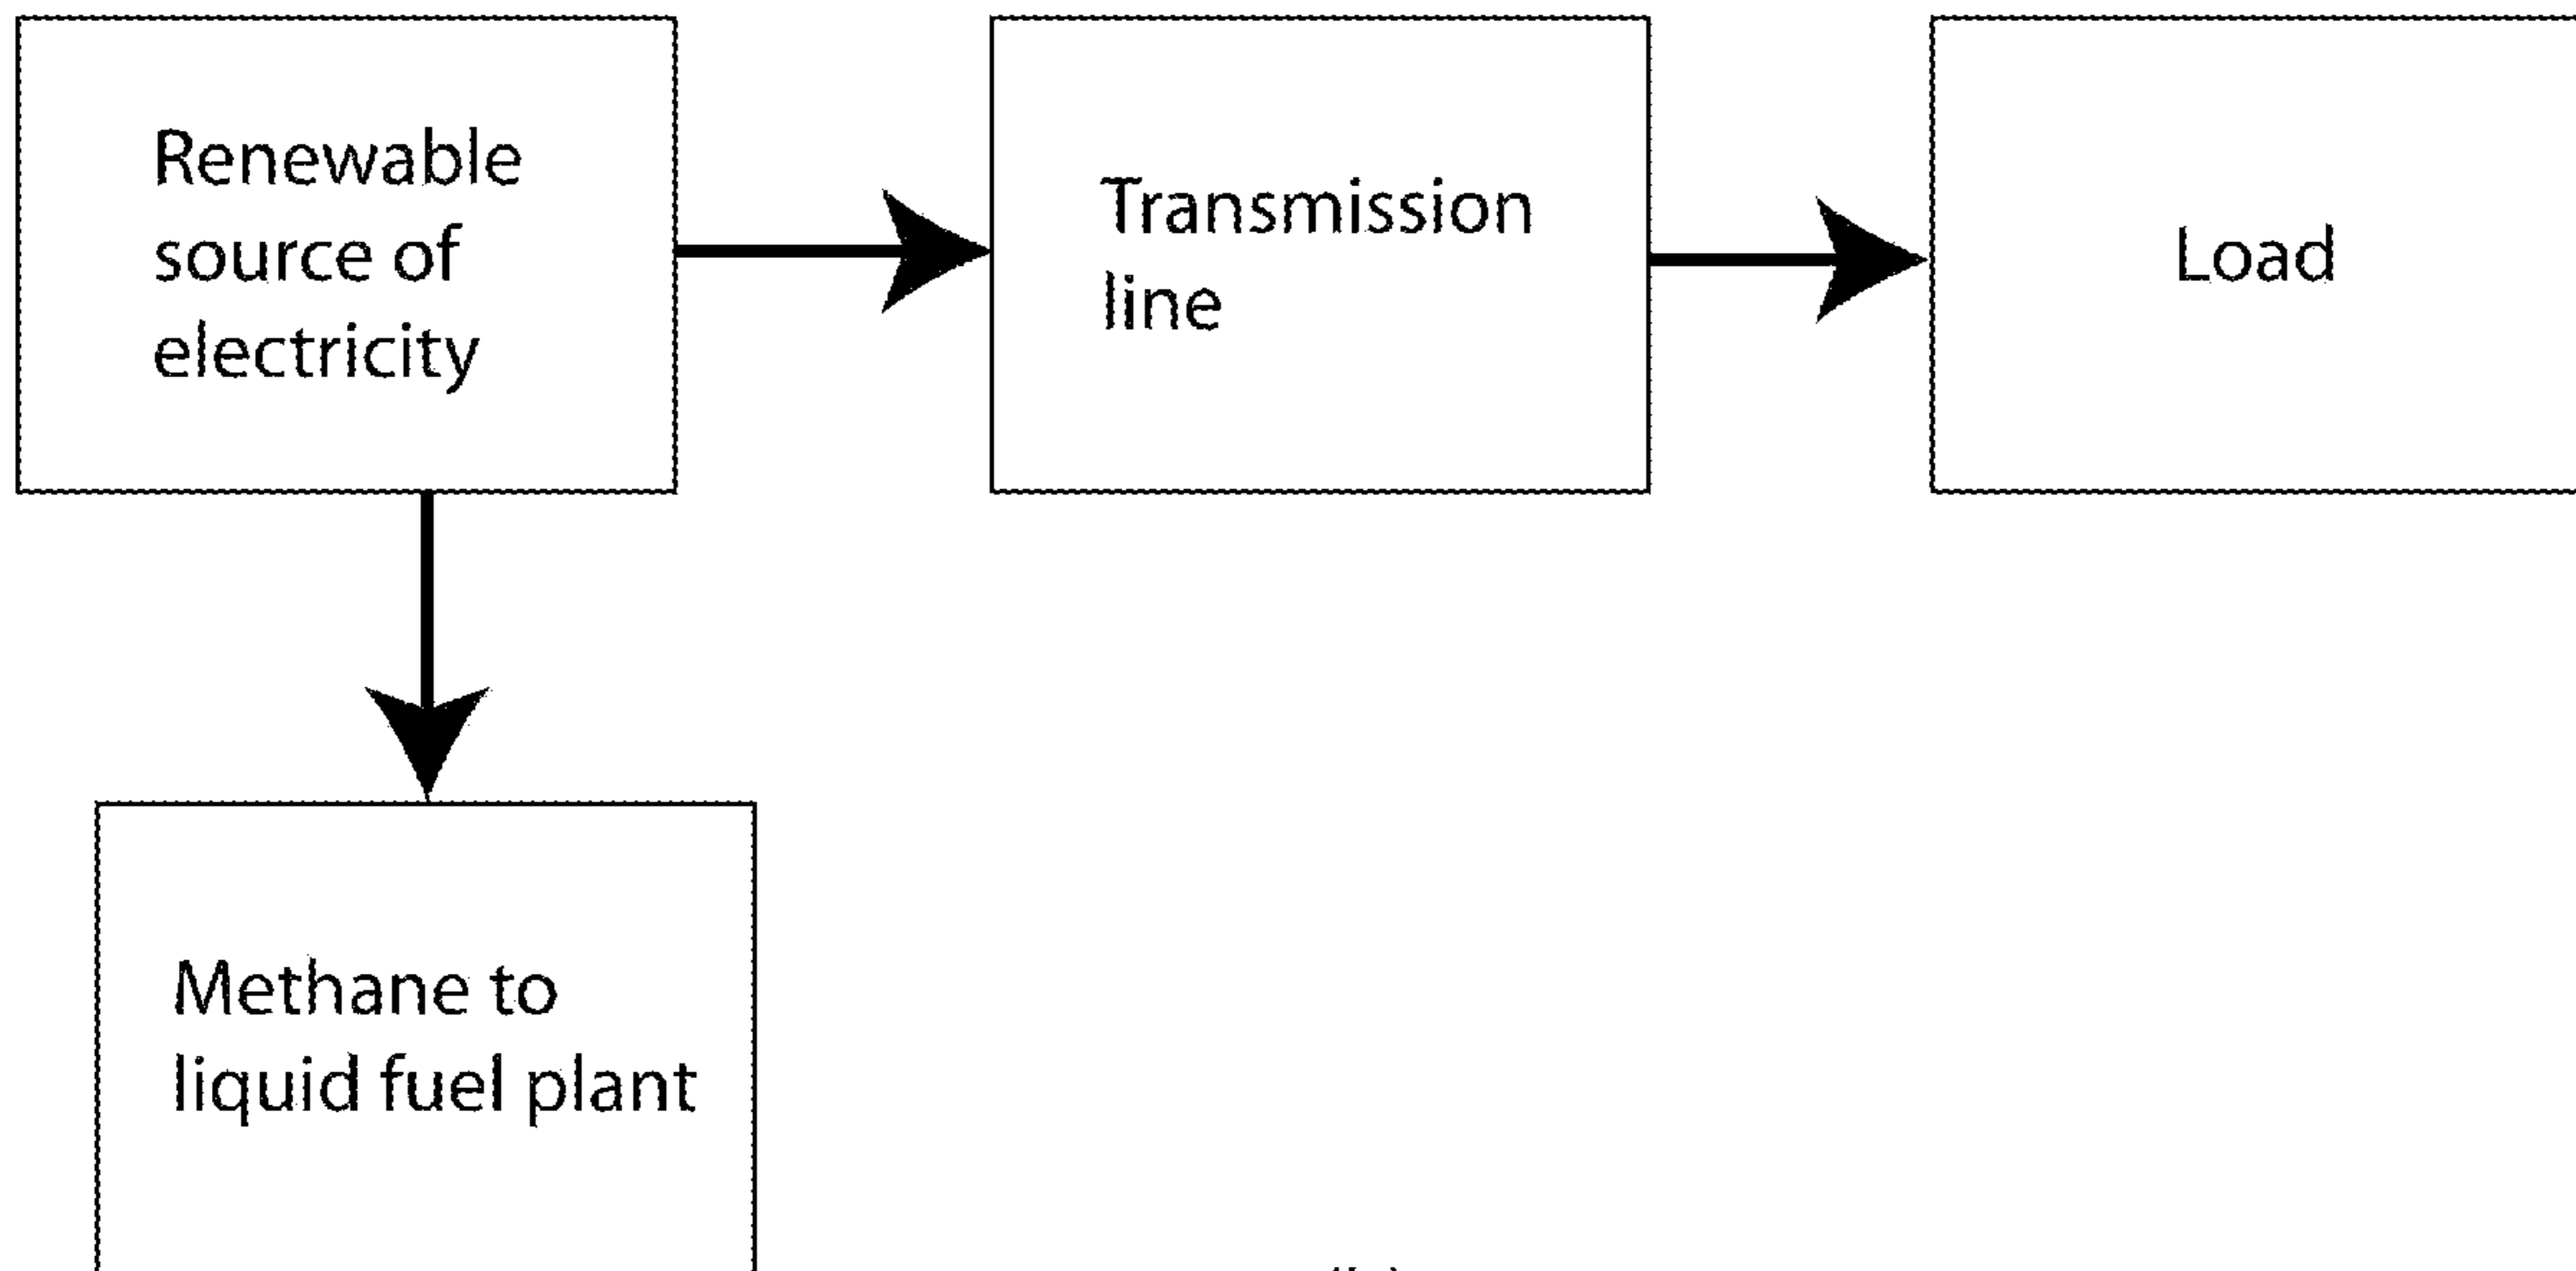 Renewable
source of
electricity
Transmission
line
Load
Methane to
liquid fuel plant